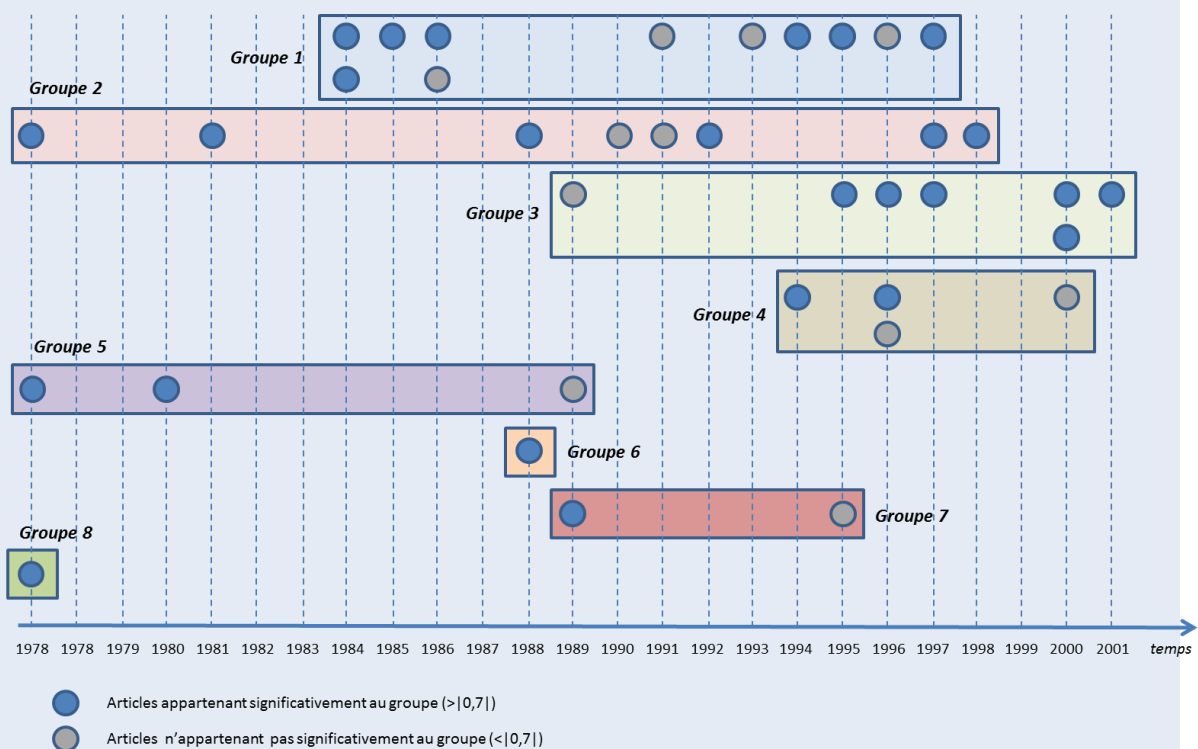 Groupe 1
Groupe 2
Groupe 3
Groupe 4
Groupe 5
Groupe 6
Groupe 7
Groupe 8
1978 1978 1979 1980 1981 1982 1983 1984 1985 1986 1987 1988 1989 1990 1991 1992 1993 1994 1995 1996 1997 1998 1999 2000 2001 temps
Articles appartenant significativement au groupe (>|0,7|)
Articles n'appartenant pas significativement au groupe (<|0,7|)